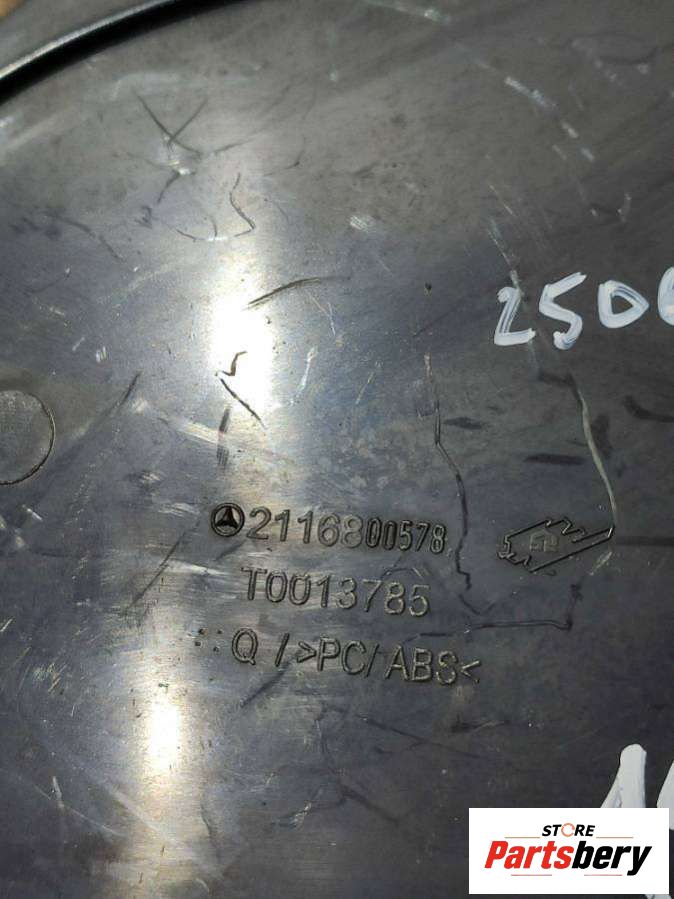 250
2116800578
T0013785
Q / >PC/ABS<
STORE
Partsbery